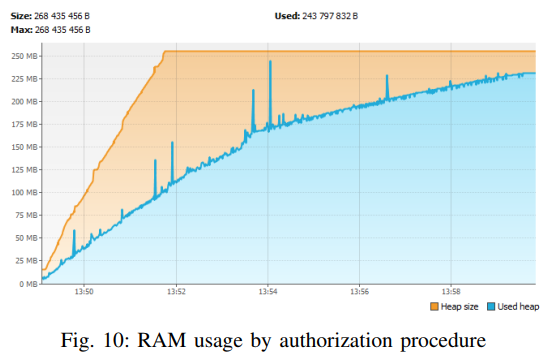 Size: 268 435 456 B Used: 243 797 832 B
Max: 268 435 456 B
250 MB
225 MB
200 MB
175 MB
150 MB
125 MB
100 MB
75 MB
50 MB
25 MB
0 MB
13:50 13:52 13:54 13:56 13:58
Heap size Used heap
Fig. 10: RAM usage by authorization procedure